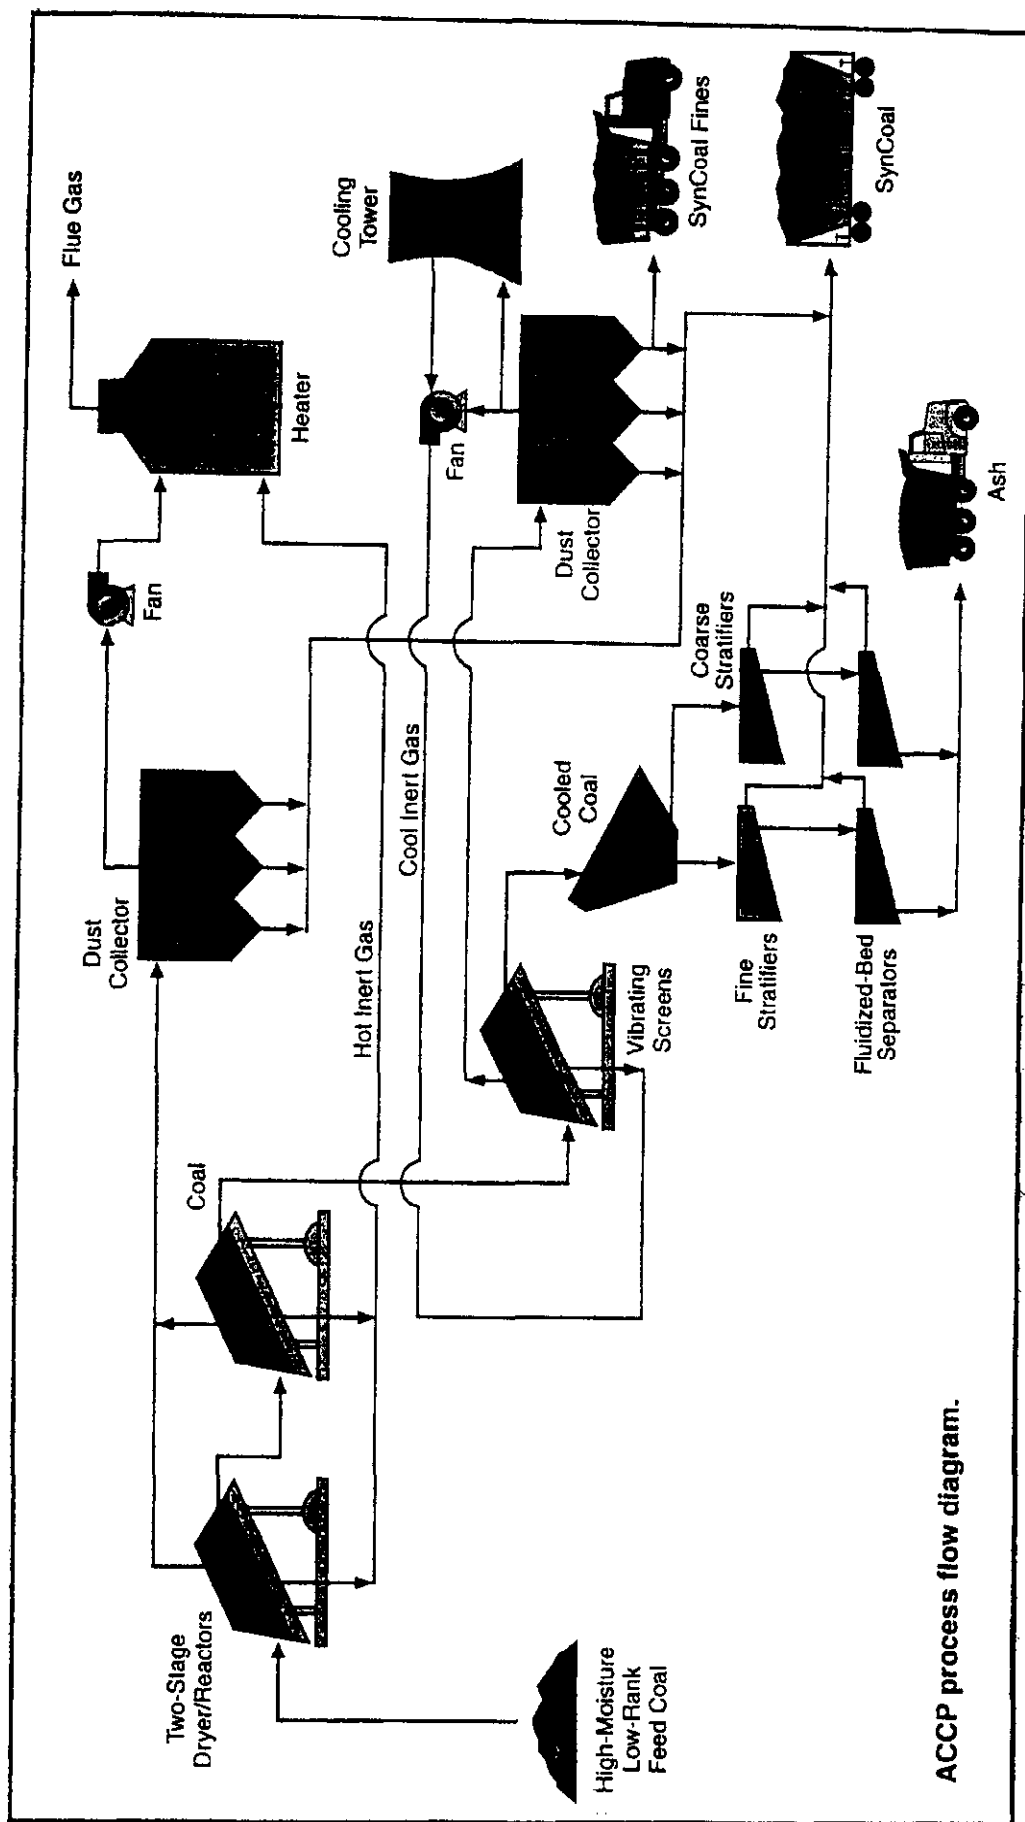 Two-Stage
Dryer/Reactors
Coal
Dust
Collector
Fan
Heater
Flue Gas
High-Moisture
Low-Rank
Feed Coal
Hot Inert Gas
Cool Inert Gas
Vibrating
Screens
Cooled
Coal
Dust
Collector
Fan
Cooling
Tower
SynCoal Fines
Fine
Stratifiers
Coarse
Stratifiers
Fluidized-Bed
Separators
SynCoal
Ash
ACCP process flow diagram.